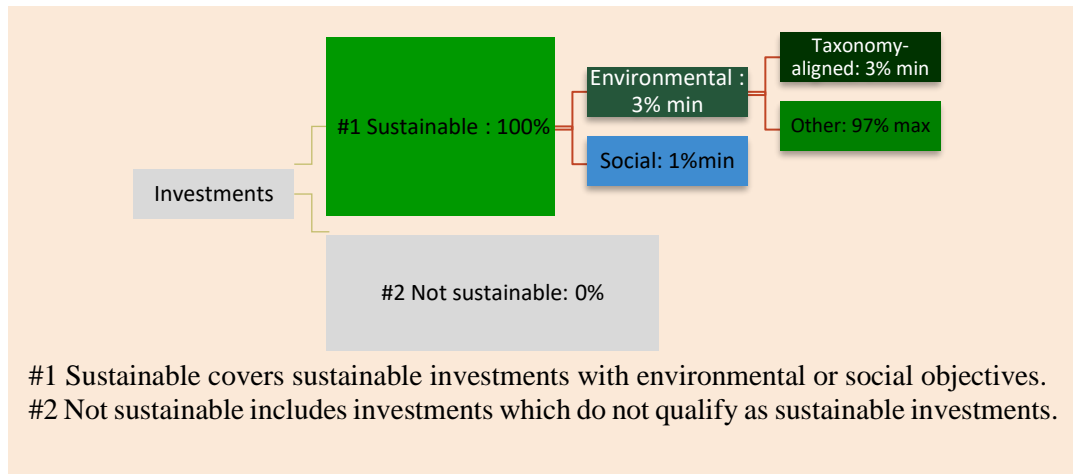 Taxonomy-
aligned: 3% min
Environmental :
3% min
#1 Sustainable : 100%
Other: 97% max
Social: 1%min
Investments
#2 Not sustainable: 0%
#1 Sustainable covers sustainable investments with environmental or social objectives.
#2 Not sustainable includes investments which do not qualify as sustainable investments.